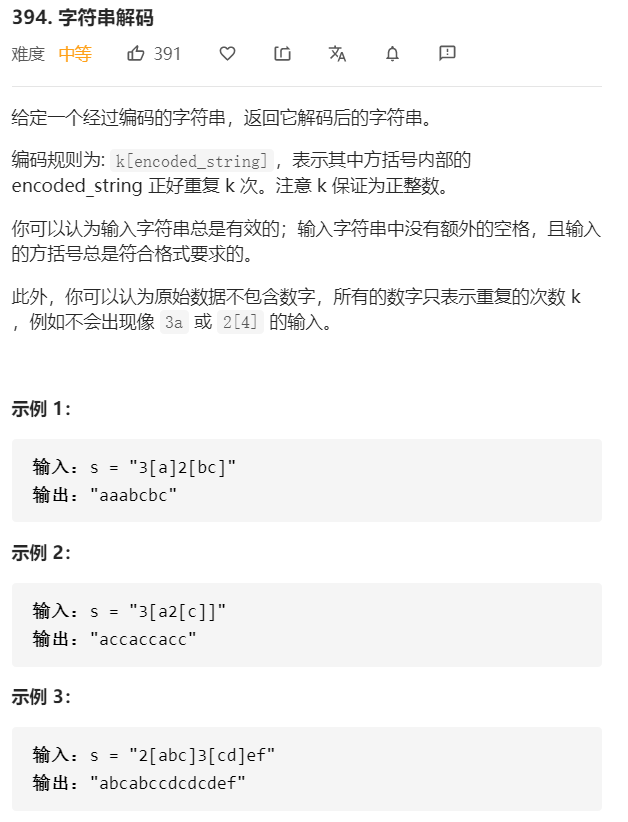 394. 字符串解码
难度 中等 391
给定一个经过编码的字符串，返回它解码后的字符串。
编码规则为: k[encoded_string]，表示其中方括号内部的
encoded_string 正好重复 k 次。注意 k 保证为正整数。
你可以认为输入字符串总是有效的；输入字符串中没有额外的空格，且输入
的方括号总是符合格式要求的。
此外，你可以认为原始数据不包含数字，所有的数字只表示重复的次数 k
，例如不会出现像 3a 或 2[4] 的输入。
示例 1：
输入：s = "3[a]2[bc]"
输出："aaabcbc"
示例 2：
输入：s = "3[a2[c]]"
输出："accaccacc"
示例 3：
输入：s = "2[abc]3[cd]ef"
输出："abcabccdcdcdef"